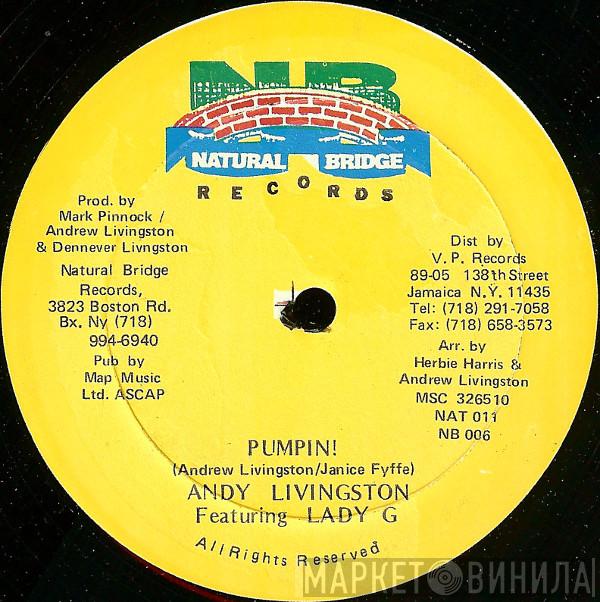 NB
NATURAL BRIDGE
RECORDS
Prod. by
Mark Pinnock /
Andrew Livingston
& Dennever Livngston
Natural Bridge
Records,
3823 Boston Rd.
Bx. Ny (718)
994-6940
Pub by
Map Music
Ltd. ASCAP
Dist by
V. P. Records
89-05 138th Street
Jamaica N.Y. 11435
Tel: (718) 291-7058
Fax: (718) 658-3573
Arr. by
Herbie Harris &
Andrew Livingston
MSC 326510
NAT 011
NB 006
PUMPIN!
(Andrew Livingston/Janice Fyffe)
ANDY LIVINGSTON
Featuring LADY G
All Rights Reserved
МАРКЕТ ВИНИЛА